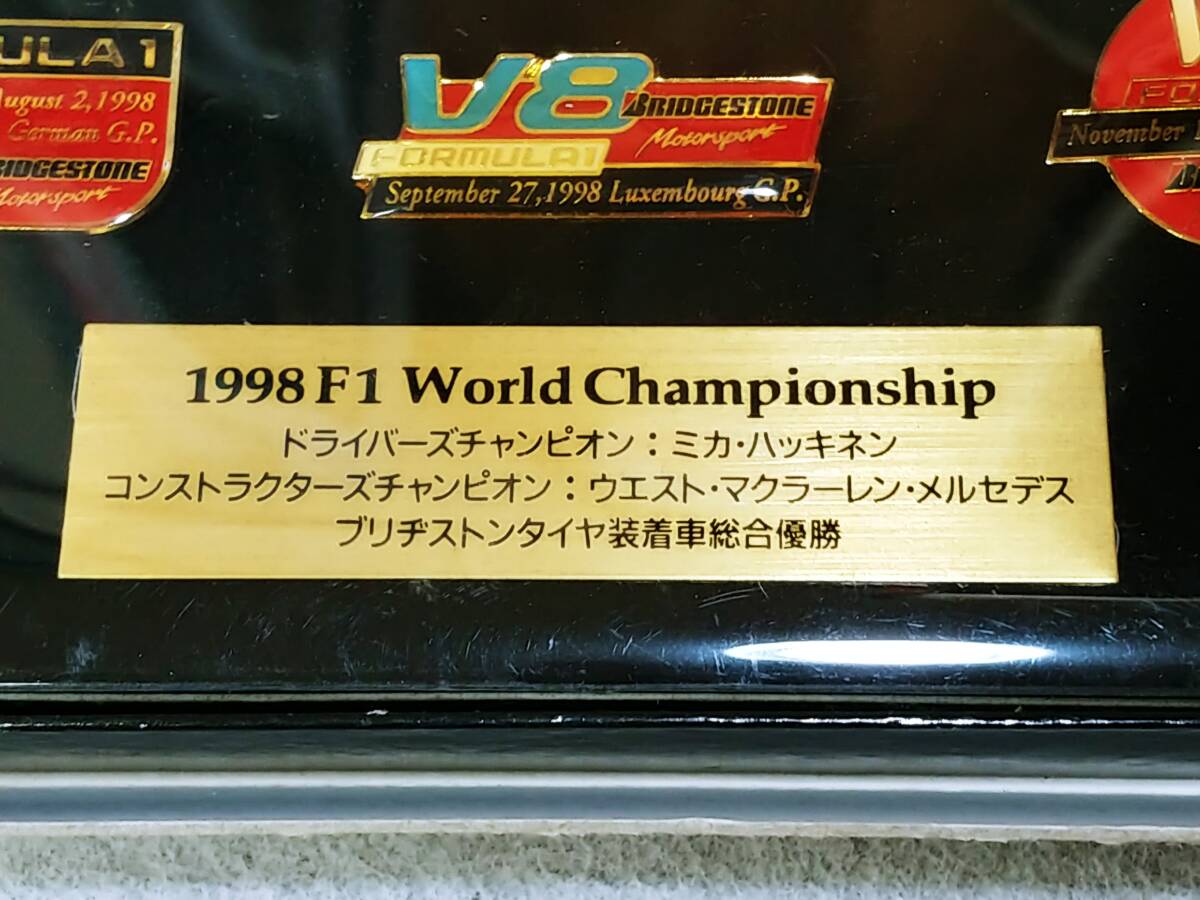 ULA 1
August 2,1998
German G.P.
BRIDGESTONE
Motorsport
V8
BRIDGESTONE
Motorsport
FORMULA1
September 27,1998 Luxembourg G.P.
November
1998 F1 World Championship
ドライバーズチャンピオン：ミカ・ハッキネン
コンストラクターズチャンピオン：ウエスト・マクラーレン・メルセデス
ブリヂストンタイヤ装着車総合優勝